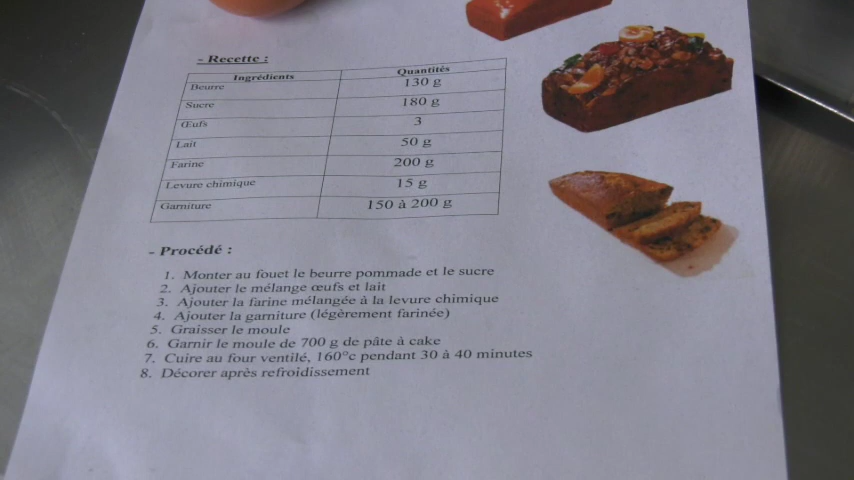 - Recette :
Ingrédients Quantités
Beurre 130 g
Sucre 180 g
Œufs 3
Lait 50 g
Farine 200 g
Levure chimique 15 g
Garniture 150 à 200 g
- Procédé :
1. Monter au fouet le beurre pommade et le sucre
2. Ajouter le mélange œufs et lait
3. Ajouter la farine mélangée à la levure chimique
4. Ajouter la garniture (légèrement farinée)
5. Graisser le moule
6. Garnir le moule de 700 g de pâte à cake
7. Cuire au four ventilé, 160°c pendant 30 à 40 minutes
8. Décorer après refroidissement